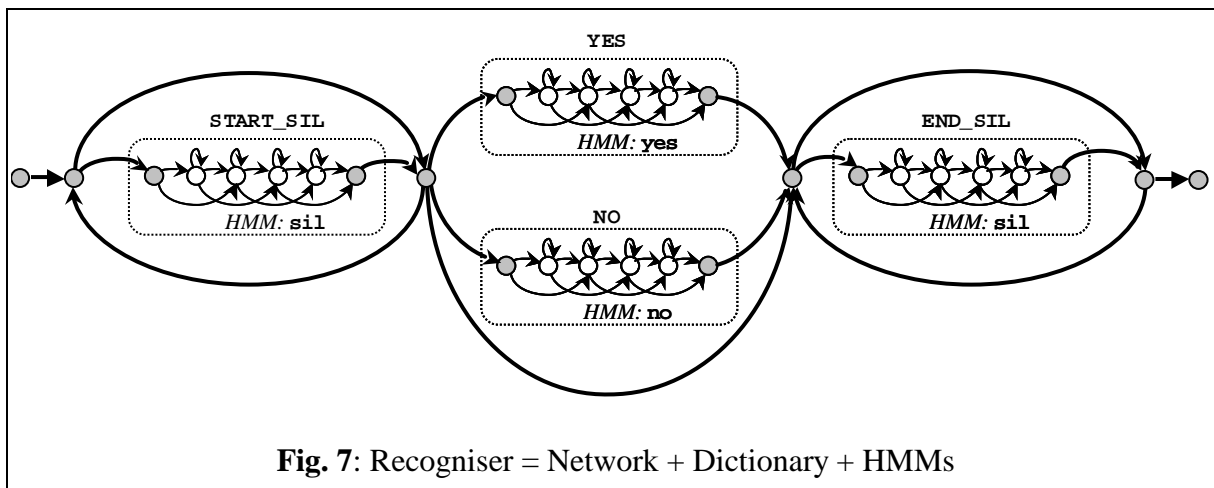 YES
START_SIL
END_SIL
HMM: yes
HMM: sil
NO
HMM: sil
HMM: no
Fig. 7: Recogniser = Network + Dictionary + HMMs